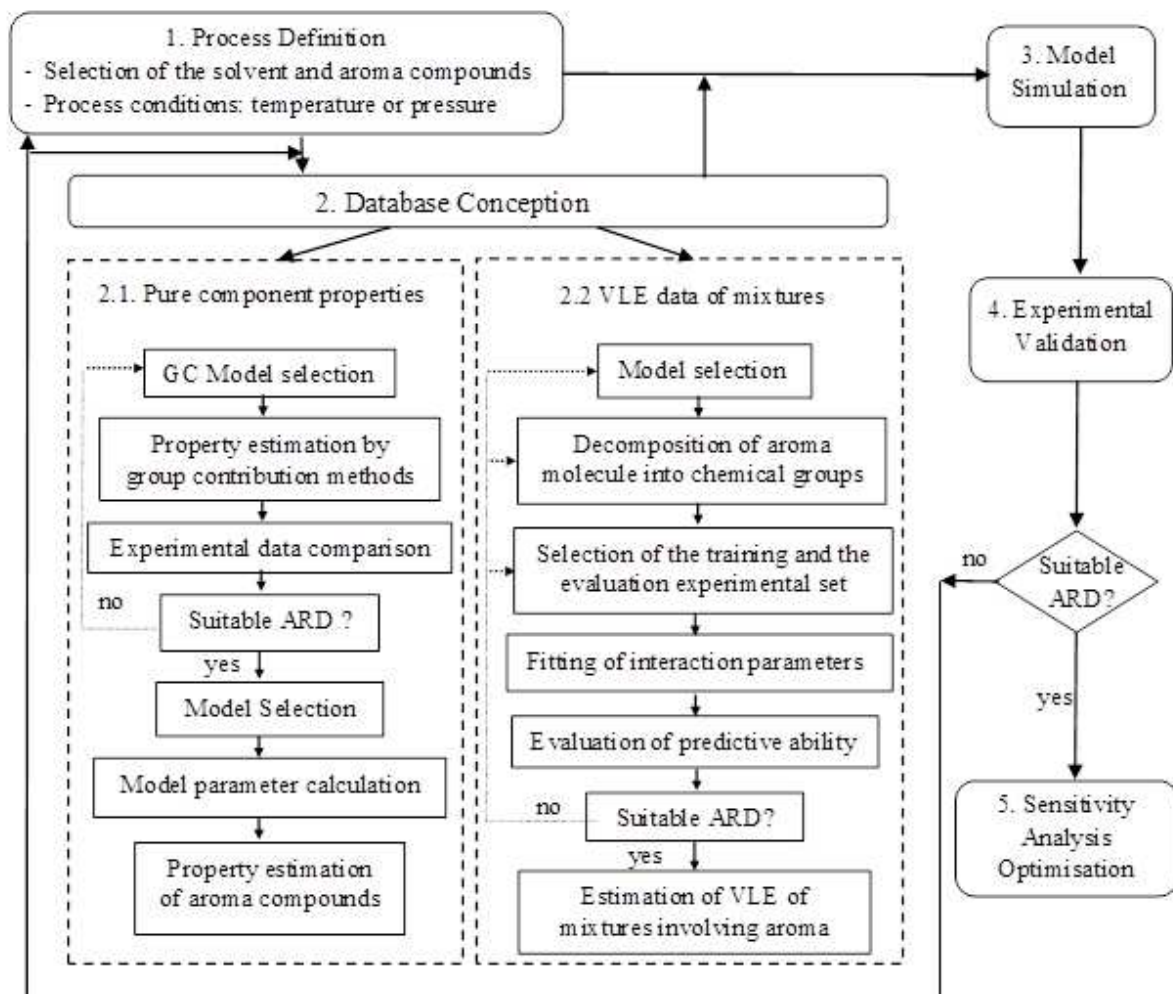 1. Process Definition
- Selection of the solvent and aroma compounds
- Process conditions: temperature or pressure
3. Model
Simulation
2. Database Conception
2.1. Pure component properties
GC Model selection
Property estimation by
group contribution methods
Experimental data comparison
no
Suitable ARD ?
yes
Model Selection
Model parameter calculation
Property estimation
of aroma compounds
2.2 VLE data of mixtures
Model selection
Decomposition of aroma
molecule into chemical groups
Selection of the training and the
evaluation experimental set
Fitting of interaction parameters
Evaluation of predictive ability
no
Suitable ARD?
yes
Estimation of VLE of
mixtures involving aroma
4. Experimental
Validation
no
Suitable
ARD?
yes
5. Sensitivity
Analysis
Optimisation